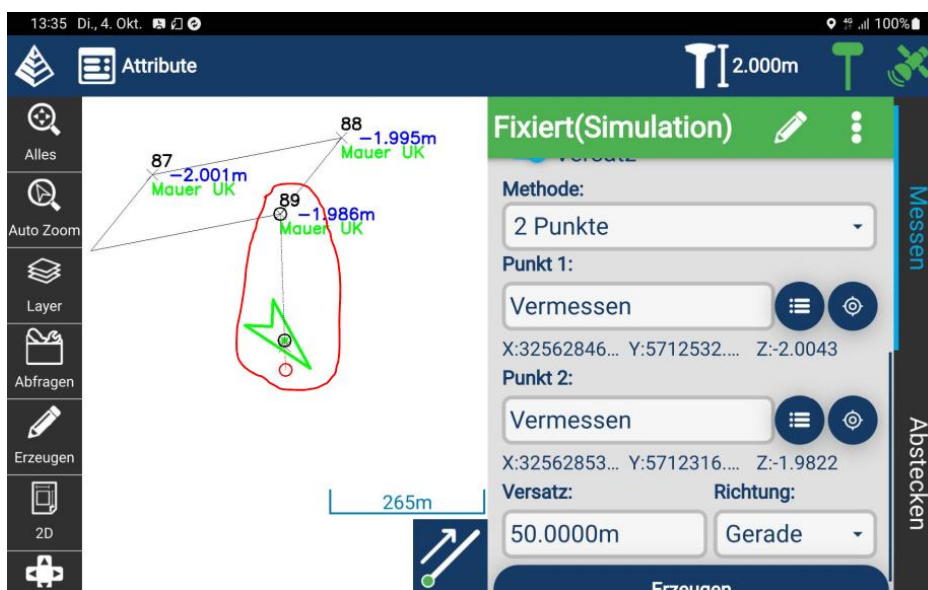 13:35 Di., 4. Okt.
4G 100%
Attribute
2.000m
Alles
Auto Zoom
Layer
Abfragen
Erzeugen
2D
88
-1.995m
Mauer UK
87
-2.001m
Mauer UK
89
-1.986m
Mauer UK
265m
Fixiert(Simulation)
Versatz
Methode:
2 Punkte
Punkt 1:
Vermessen
X:32562846... Y:5712532.... Z:-2.0043
Punkt 2:
Vermessen
X:32562853... Y:5712316.... Z:-1.9822
Versatz: Richtung:
50.0000m Gerade
Erzeugen
Messen
Abstecken